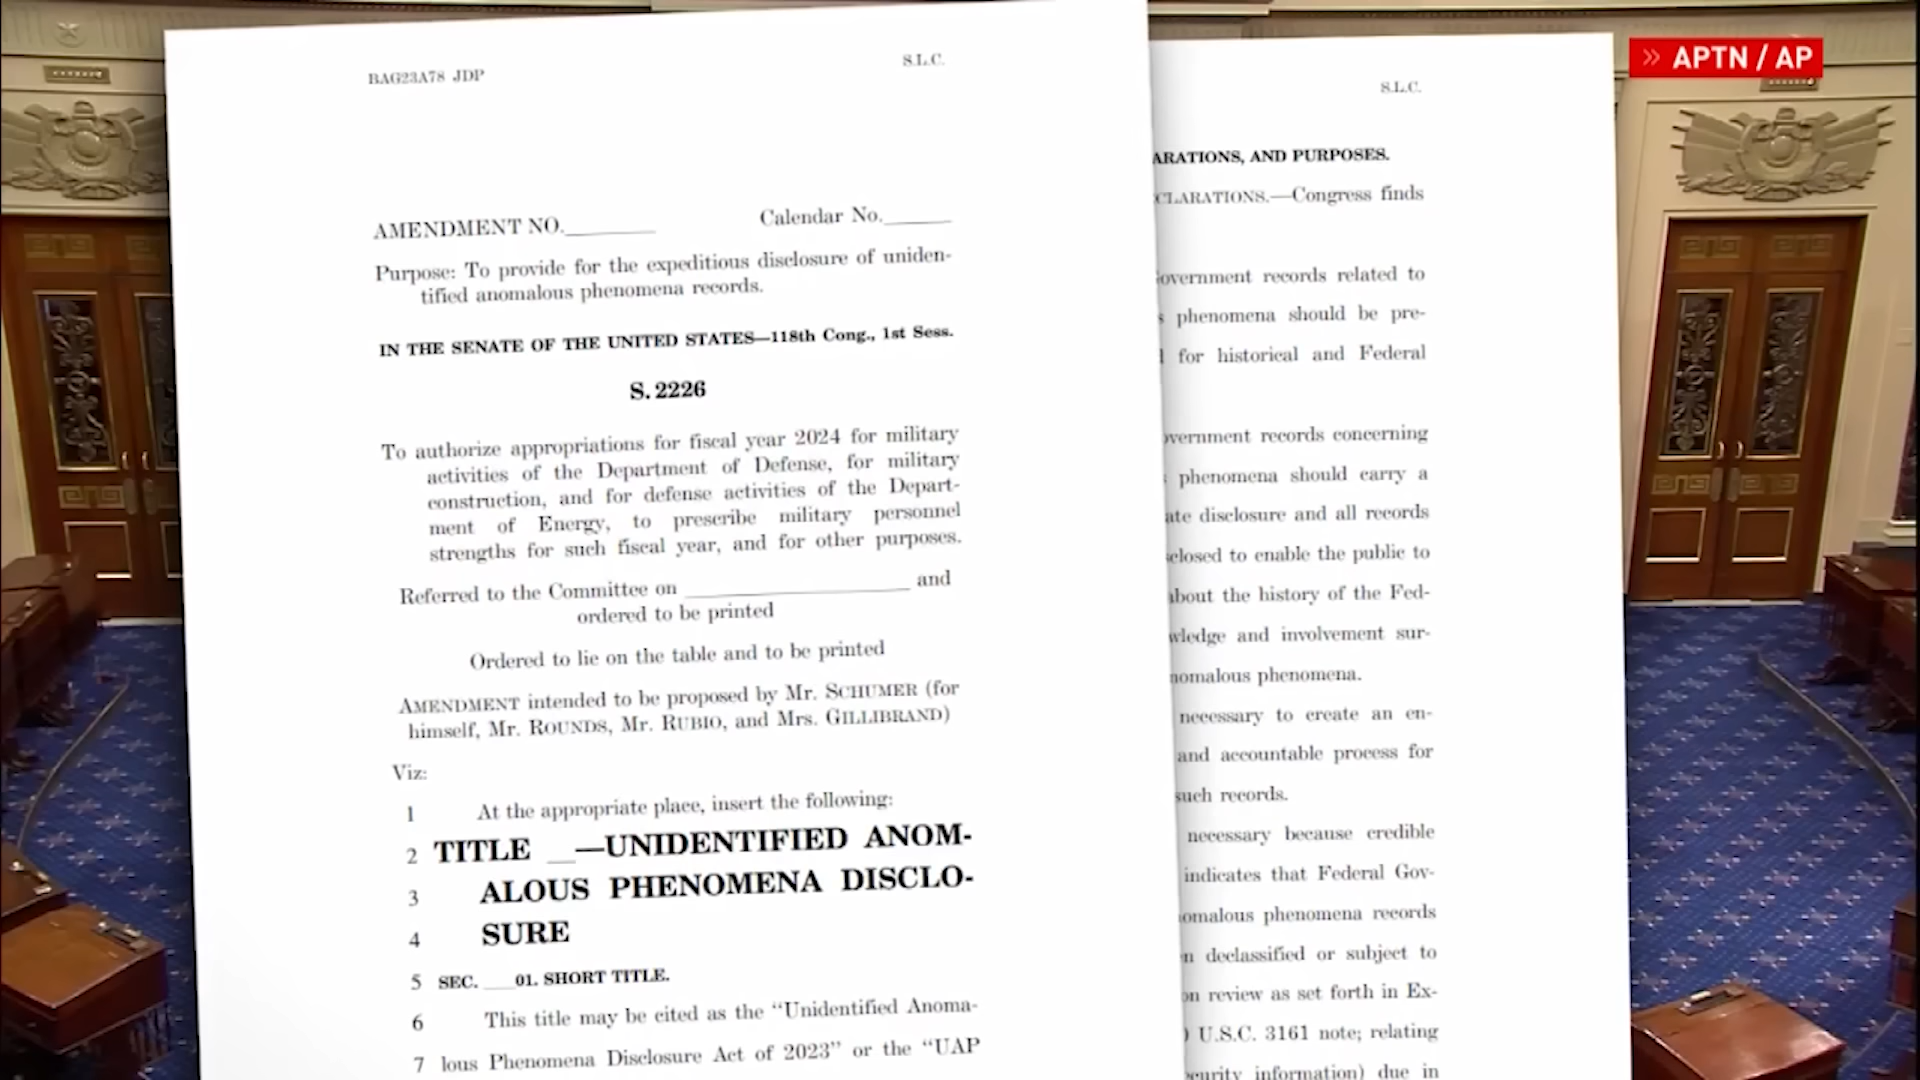 APTN / AP
BAG23A78 JDP
S.L.C.
AMENDMENT NO.________
Calendar No.______
Purpose: To provide for the expeditious disclosure of uniden-
tified anomalous phenomena records.
IN THE SENATE OF THE UNITED STATES—118th Cong., 1st Sess.
S. 2226
To authorize appropriations for fiscal year 2024 for military
activities of the Department of Defense, for military
construction, and for defense activities of the Depart-
ment of Energy, to prescribe military personnel
strengths for such fiscal year, and for other purposes.
Referred to the Committee on ____________________ and
ordered to be printed
Ordered to lie on the table and to be printed
AMENDMENT intended to be proposed by Mr. SCHUMER (for
himself, Mr. ROUNDS, Mr. RUBIO, and Mrs. GILLIBRAND)
Viz:
1 At the appropriate place, insert the following:
2 TITLE __—UNIDENTIFIED ANOM-
3 ALOUS PHENOMENA DISCLO-
4 SURE
5 SEC. ___01. SHORT TITLE.
6 This title may be cited as the “Unidentified Anoma-
7 lous Phenomena Disclosure Act of 2023” or the “UAP
S.L.C.
ARATIONS, AND PURPOSES.
CLARATIONS.—Congress finds
overnment records related to
s phenomena should be pre-
for historical and Federal
vernment records concerning
phenomena should carry a
ate disclosure and all records
closed to enable the public to
about the history of the Fed-
wledge and involvement sur-
nomalous phenomena.
necessary to create an en-
and accountable process for
such records.
necessary because credible
indicates that Federal Gov-
omalous phenomena records
n declassified or subject to
on review as set forth in Ex-
) U.S.C. 3161 note; relating
ecurity information) due in